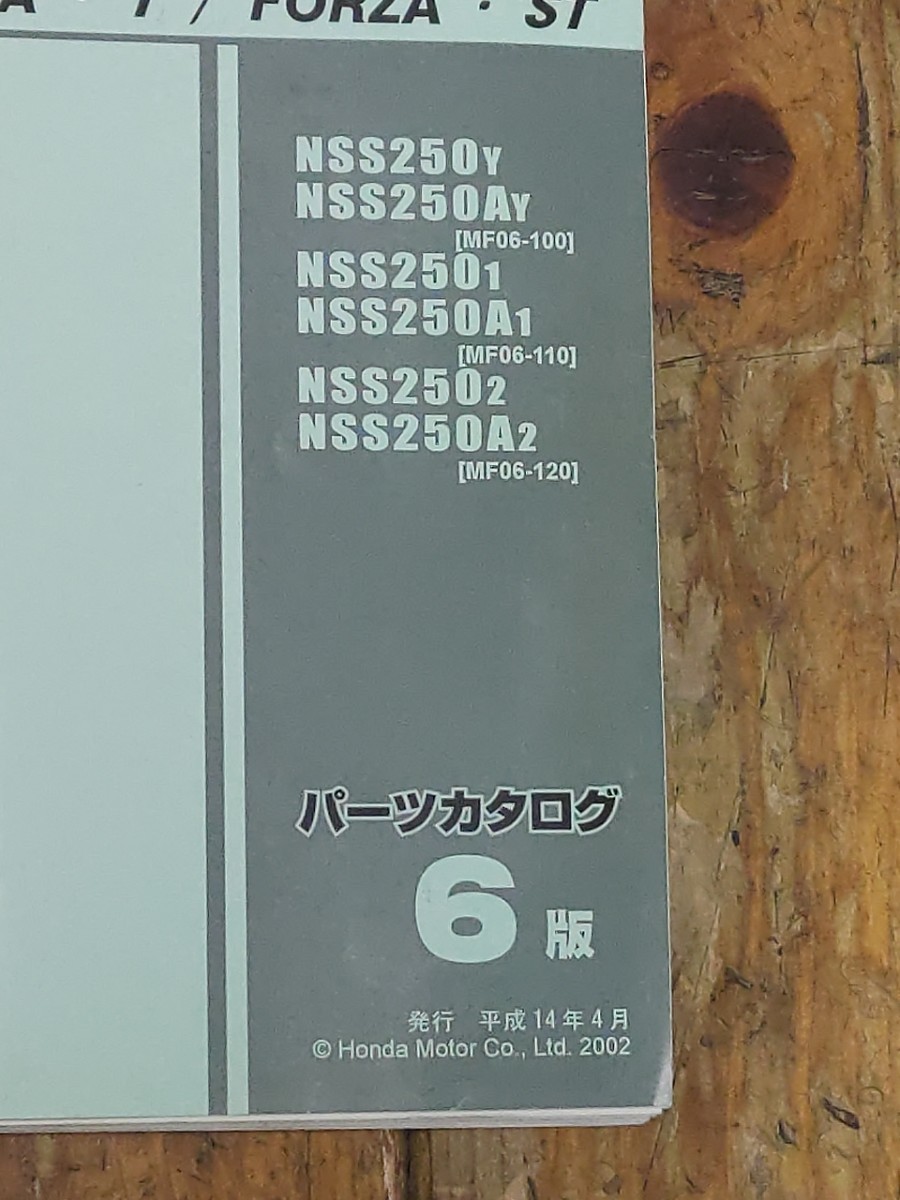 A · T / FORZA · ST
NSS250Y
NSS250AY
[MF06-100]
NSS2501
NSS250A1
[MF06-110]
NSS2502
NSS250A2
[MF06-120]
パーツカタログ
6版
発行 平成14年4月
© Honda Motor Co., Ltd. 2002